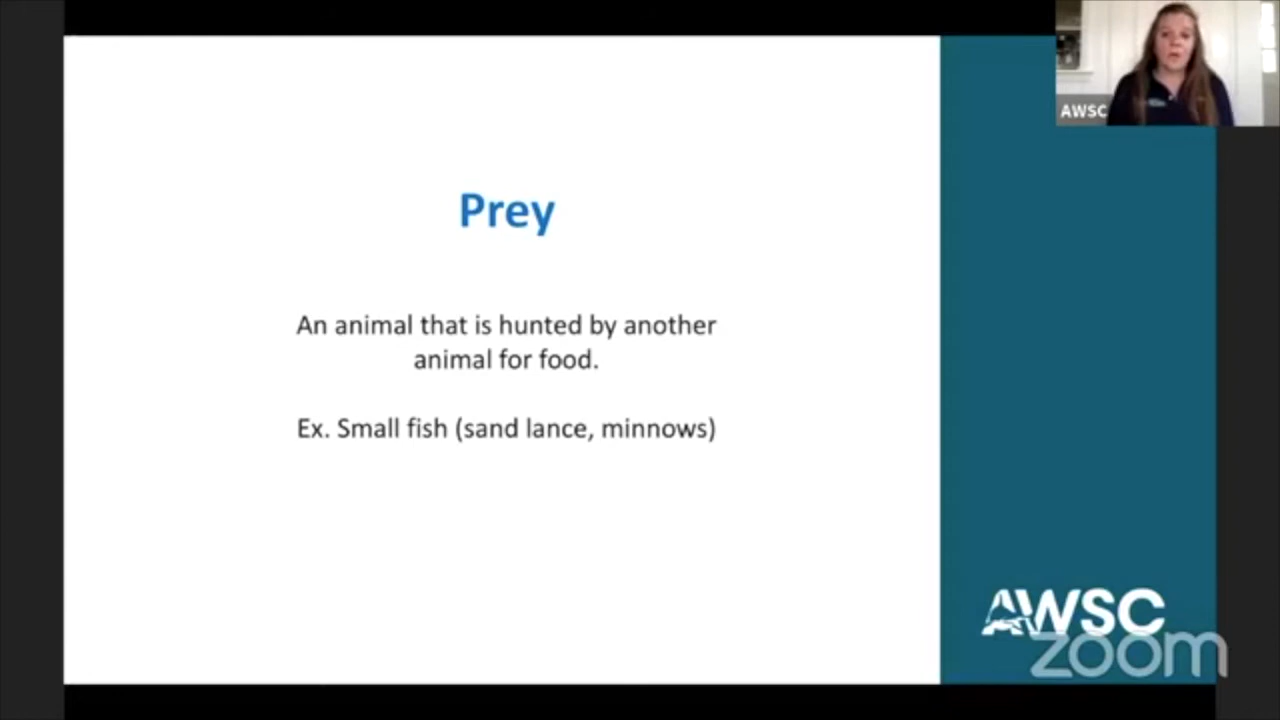 AWSC
Prey
An animal that is hunted by another
animal for food.
Ex. Small fish (sand lance, minnows)
AWSC
zoom